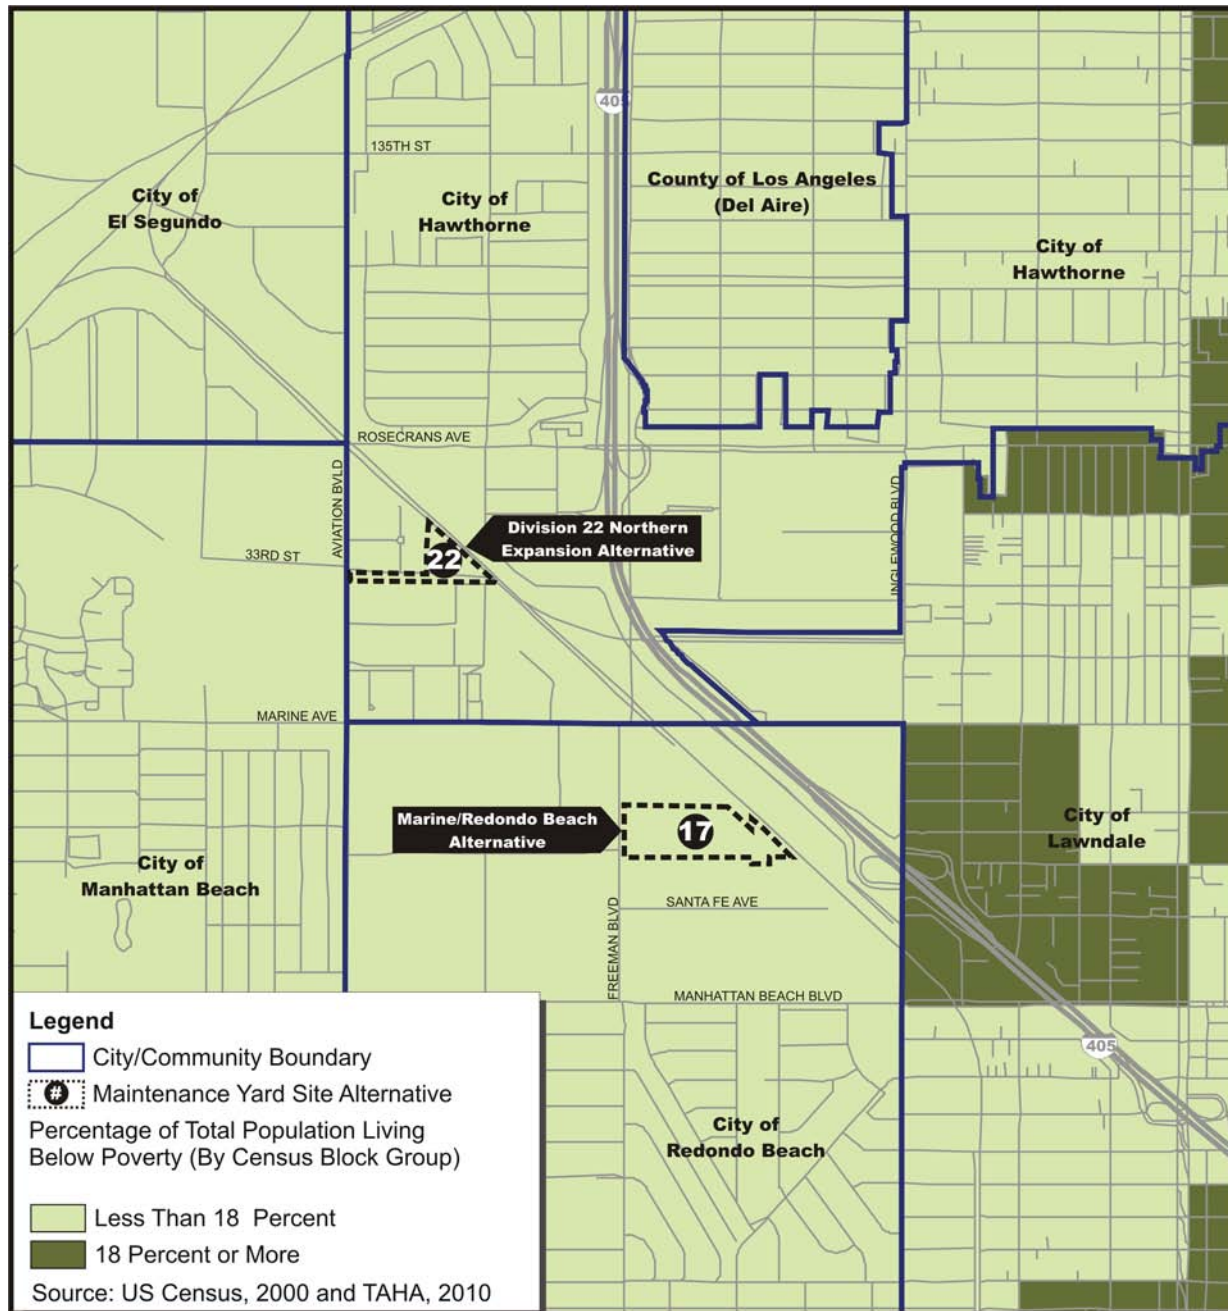 405
135TH ST
City of
El Segundo
City of
Hawthorne
County of Los Angeles
(Del Aire)
City of
Hawthorne
ROSECRANS AVE
AVIATION BVLD
INGLEWOOD BLVD
33RD ST
22
Division 22 Northern
Expansion Alternative
MARINE AVE
Marine/Redondo Beach
Alternative
17
City of
Lawndale
City of
Manhattan Beach
SANTA FE AVE
FREEMAN BLVD
MANHATTAN BEACH BLVD
405
City of
Redondo Beach
Legend
City/Community Boundary
# Maintenance Yard Site Alternative
Percentage of Total Population Living
Below Poverty (By Census Block Group)
Less Than 18 Percent
18 Percent or More
Source: US Census, 2000 and TAHA, 2010